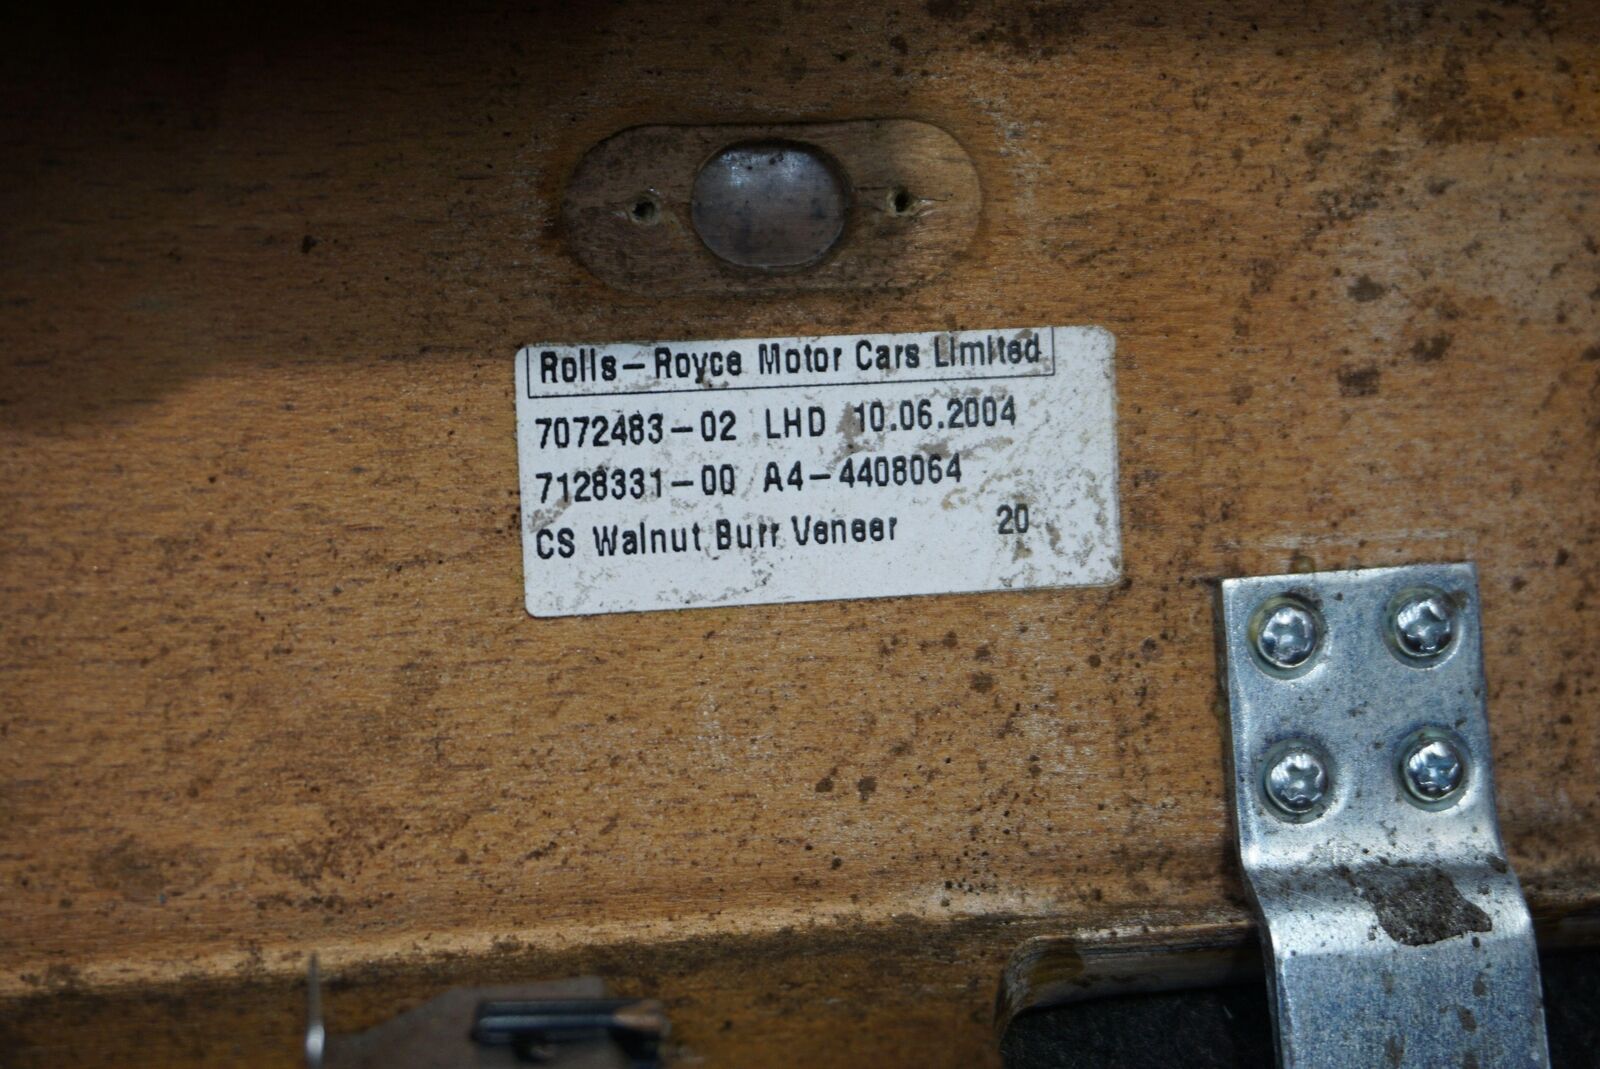 Rolls-Royce Motor Cars Limited
7072483-02 LHD 10.06.2004
7128331-00 A4-4408064
CS Walnut Burr Veneer 20